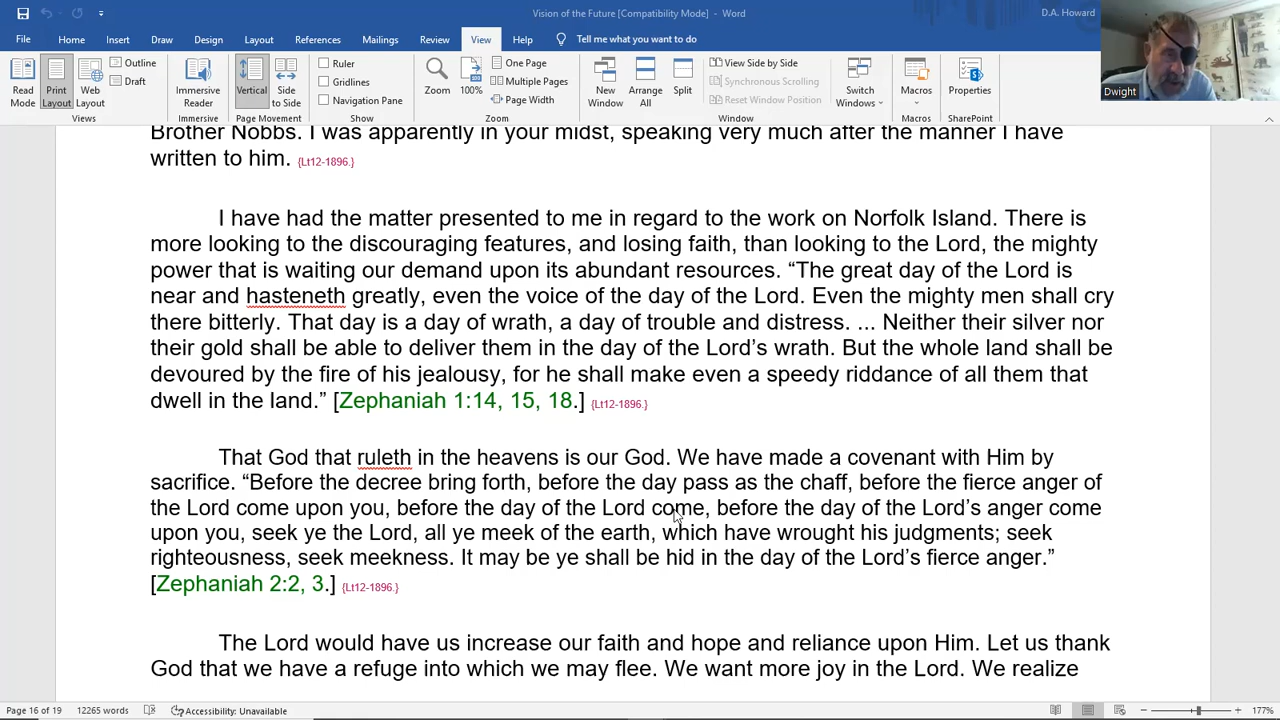 Vision of the Future [Compatibility Mode] - Word
D.A. Howard
File Home Insert Draw Design Layout References Mailings Review View Help Tell me what you want to do
Read Mode
Print Layout
Web Layout
Outline
Draft
Views
Immersive Reader
Immersive
Vertical
Side to Side
Page Movement
Ruler
Gridlines
Navigation Pane
Show
Zoom
100%
One Page
Multiple Pages
Page Width
Zoom
New Window
Arrange All
Split
View Side by Side
Synchronous Scrolling
Reset Window Position
Window
Switch Windows
Macros
Macros
Properties
SharePoint
Dwight
Brother Nobbs. I was apparently in your midst, speaking very much after the manner I have
written to him. {Lt12-1896.}
I have had the matter presented to me in regard to the work on Norfolk Island. There is
more looking to the discouraging features, and losing faith, than looking to the Lord, the mighty
power that is waiting our demand upon its abundant resources. “The great day of the Lord is
near and hasteneth greatly, even the voice of the day of the Lord. Even the mighty men shall cry
there bitterly. That day is a day of wrath, a day of trouble and distress. ... Neither their silver nor
their gold shall be able to deliver them in the day of the Lord’s wrath. But the whole land shall be
devoured by the fire of his jealousy, for he shall make even a speedy riddance of all them that
dwell in the land.” [Zephaniah 1:14, 15, 18.] {Lt12-1896.}
That God that ruleth in the heavens is our God. We have made a covenant with Him by
sacrifice. “Before the decree bring forth, before the day pass as the chaff, before the fierce anger of
the Lord come upon you, before the day of the Lord come, before the day of the Lord’s anger come
upon you, seek ye the Lord, all ye meek of the earth, which have wrought his judgments; seek
righteousness, seek meekness. It may be ye shall be hid in the day of the Lord’s fierce anger.”
[Zephaniah 2:2, 3.] {Lt12-1896.}
The Lord would have us increase our faith and hope and reliance upon Him. Let us thank
God that we have a refuge into which we may flee. We want more joy in the Lord. We realize
Page 16 of 19 12265 words Accessibility: Unavailable 177%